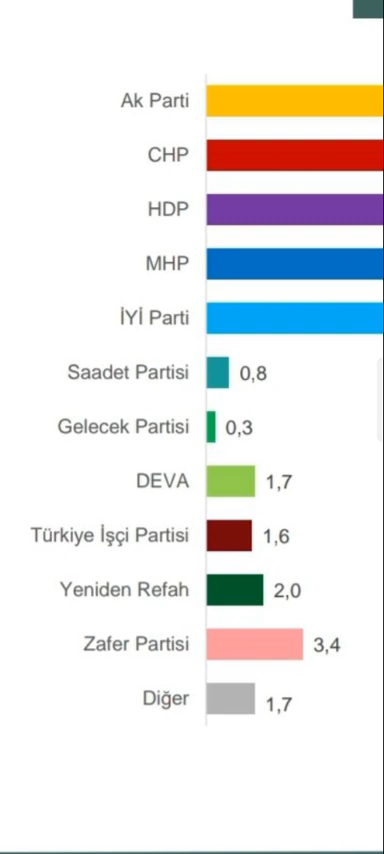 Ak Parti
CHP
HDP
MHP
İYİ Parti
Saadet Partisi 0,8
Gelecek Partisi 0,3
DEVA 1,7
Türkiye İşçi Partisi 1,6
Yeniden Refah 2,0
Zafer Partisi 3,4
Diğer 1,7